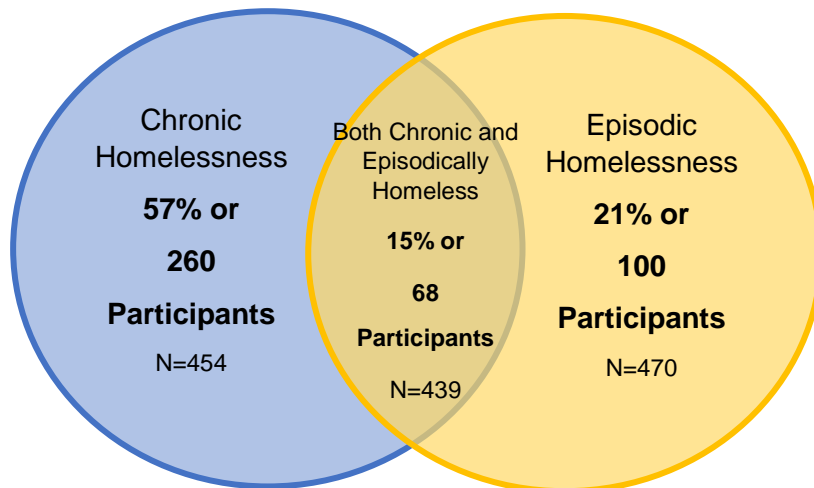 Chronic
Homelessness
57% or
260
Participants
N=454
Both Chronic and
Episodically
Homeless
15% or
68
Participants
N=439
Episodic
Homelessness
21% or
100
Participants
N=470